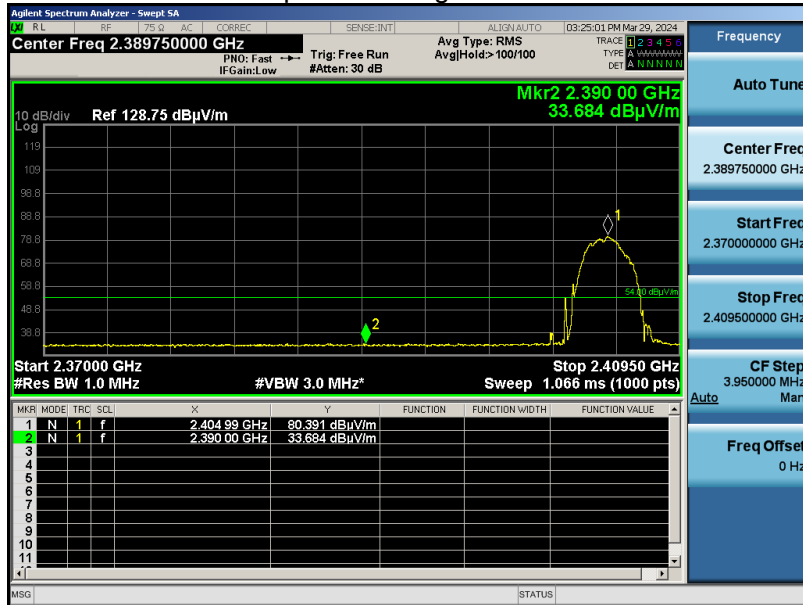 Agilent Spectrum Analyzer - Swept SA
LXI RL RF 75 Ω AC CORREC SENSE:INT ALIGN AUTO 03:25:01 PM Mar 29, 2024
Center Freq 2.389750000 GHz
PNO: Fast
IFGain:Low
Trig: Free Run
#Atten: 30 dB
Avg Type: RMS
Avg|Hold:>100/100
TRACE 1 2 3 4 5 6
TYPE A WWWWW
DET A N N N N N
Mkr2 2.390 00 GHz
33.684 dBµV/m
10 dB/div Ref 128.75 dBµV/m
Log
119
109
98.8
88.8
78.8
68.8
58.8
48.8
38.8
1
2
54.00 dBµV/m
Start 2.37000 GHz Stop 2.40950 GHz
#Res BW 1.0 MHz #VBW 3.0 MHz* Sweep 1.066 ms (1000 pts)
MKR MODE TRC SCL X Y FUNCTION FUNCTION WIDTH FUNCTION VALUE
1 N 1 f 2.404 99 GHz 80.391 dBµV/m
2 N 1 f 2.390 00 GHz 33.684 dBµV/m
3
4
5
6
7
8
9
10
11
MSG STATUS
Frequency
Auto Tune
Center Freq
2.389750000 GHz
Start Freq
2.370000000 GHz
Stop Freq
2.409500000 GHz
CF Step
3.950000 MHz
Auto Man
Freq Offset
0 Hz